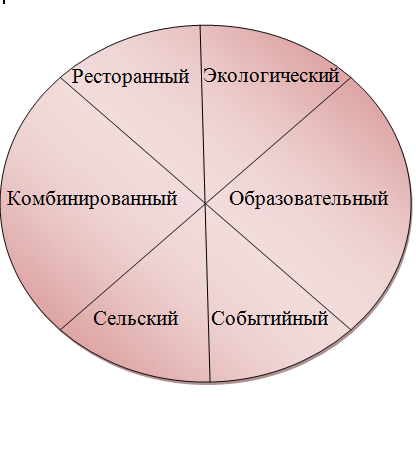 Ресторанный
Экологический
Комбинированный
Образовательный
Сельский
Событийный